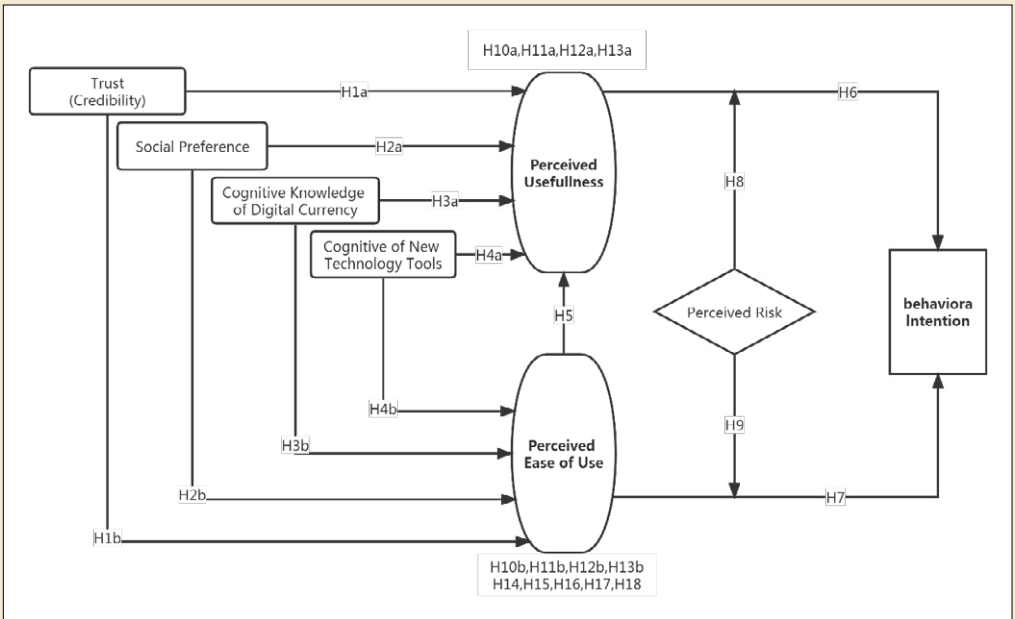 H10a,H11a,H12a,H13a
Trust
(Credibility)
H1a
H6
Social Preference
H2a
Perceived
Usefullness
H8
Cognitive Knowledge
of Digital Currency
H3a
Cognitive of New
Technology Tools
H4a
H5
Perceived Risk
behaviora
Intention
H4b
H9
H3b
Perceived
Ease of Use
H2b
H7
H1b
H10b,H11b,H12b,H13b
H14,H15,H16,H17,H18